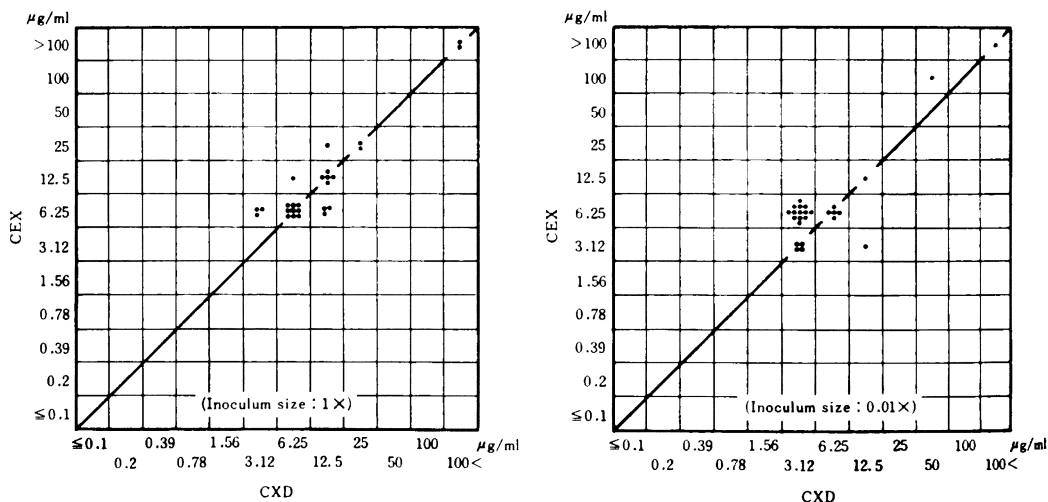 µg/ml
>100
100
50
25
12.5
6.25
3.12
1.56
0.78
0.39
0.2
≦0.1
CEX
(Inoculum size : 1×)
≦0.1 0.39 1.56 6.25 25 100 µg/ml
0.2 0.78 3.12 12.5 50 100<
CXD
µg/ml
>100
100
50
25
12.5
6.25
3.12
1.56
0.78
0.39
0.2
≦0.1
CEX
(Inoculum size : 0.01×)
≦0.1 0.39 1.56 6.25 25 100 µg/ml
0.2 0.78 3.12 12.5 50 100<
CXD